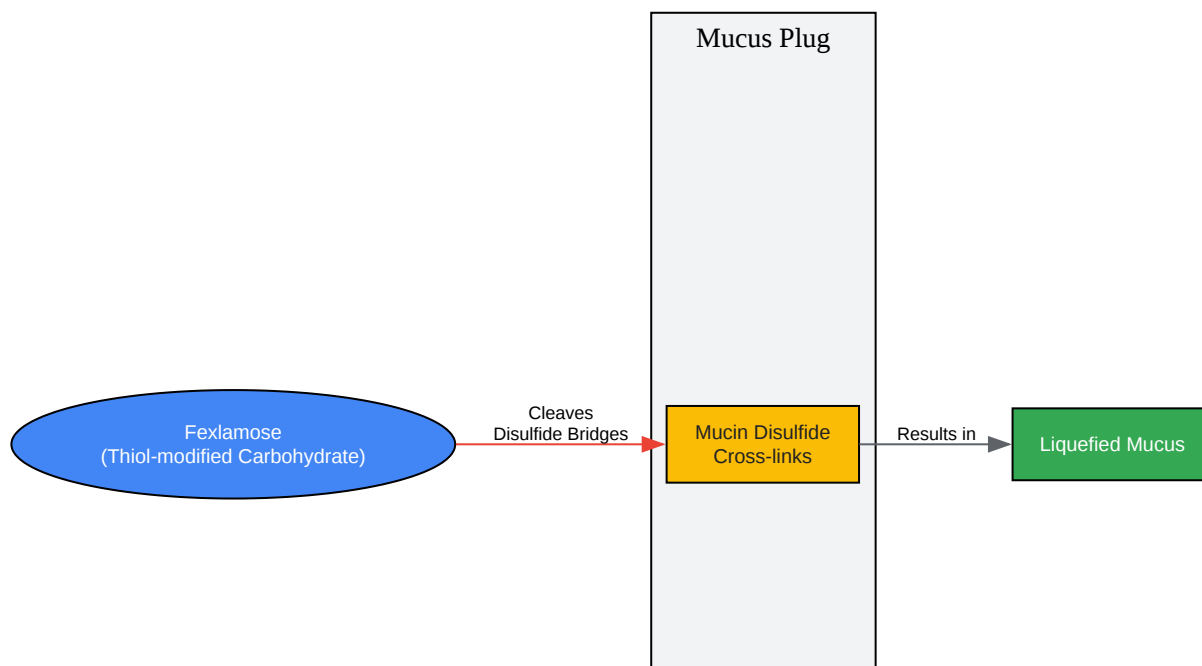 Mucus Plug
Fexlamose
(Thiol-modified Carbohydrate)
Cleaves
Disulfide Bridges
Mucin Disulfide
Cross-links
Results in
Liquefied Mucus